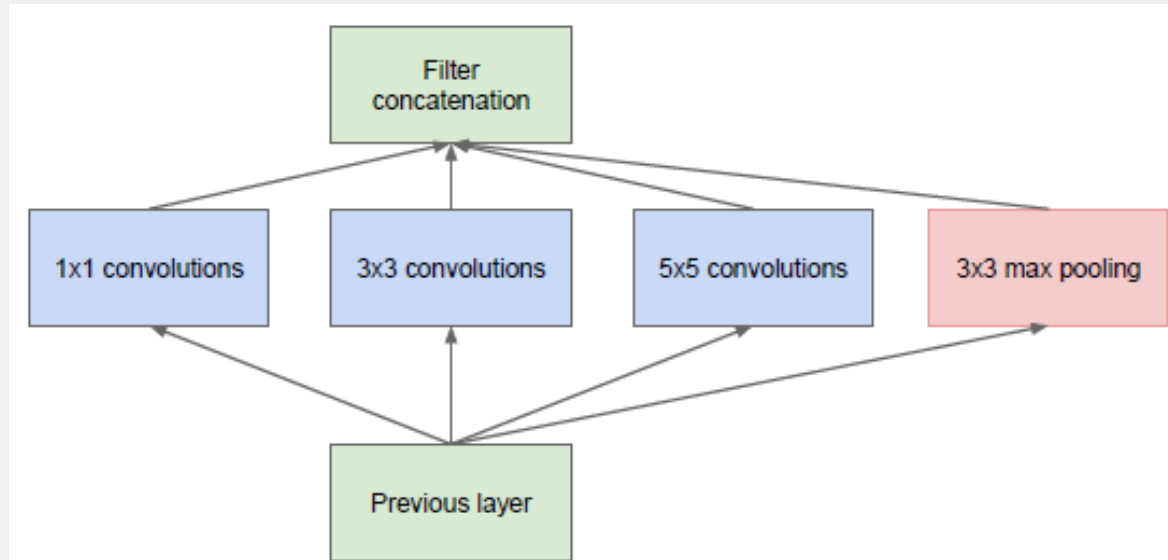 Filter
concatenation
1x1 convolutions
3x3 convolutions
5x5 convolutions
3x3 max pooling
Previous layer